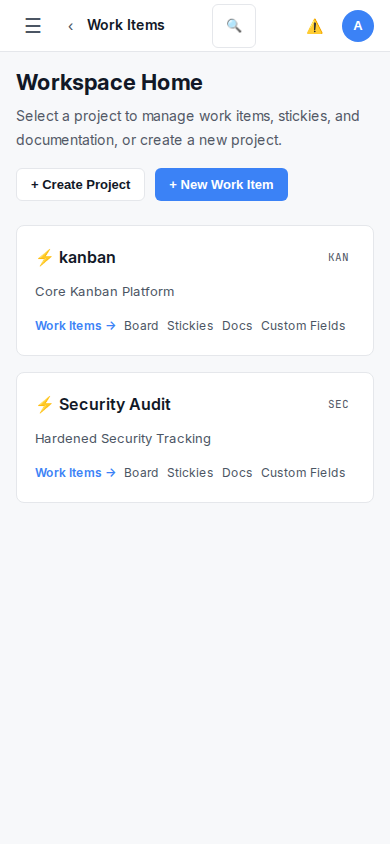 ☰ ‹ Work Items 🔍 ⚠️ A
Workspace Home
Select a project to manage work items, stickies, and
documentation, or create a new project.
+ Create Project + New Work Item
⚡ kanban KAN
Core Kanban Platform
Work Items → Board Stickies Docs Custom Fields
⚡ Security Audit SEC
Hardened Security Tracking
Work Items → Board Stickies Docs Custom Fields